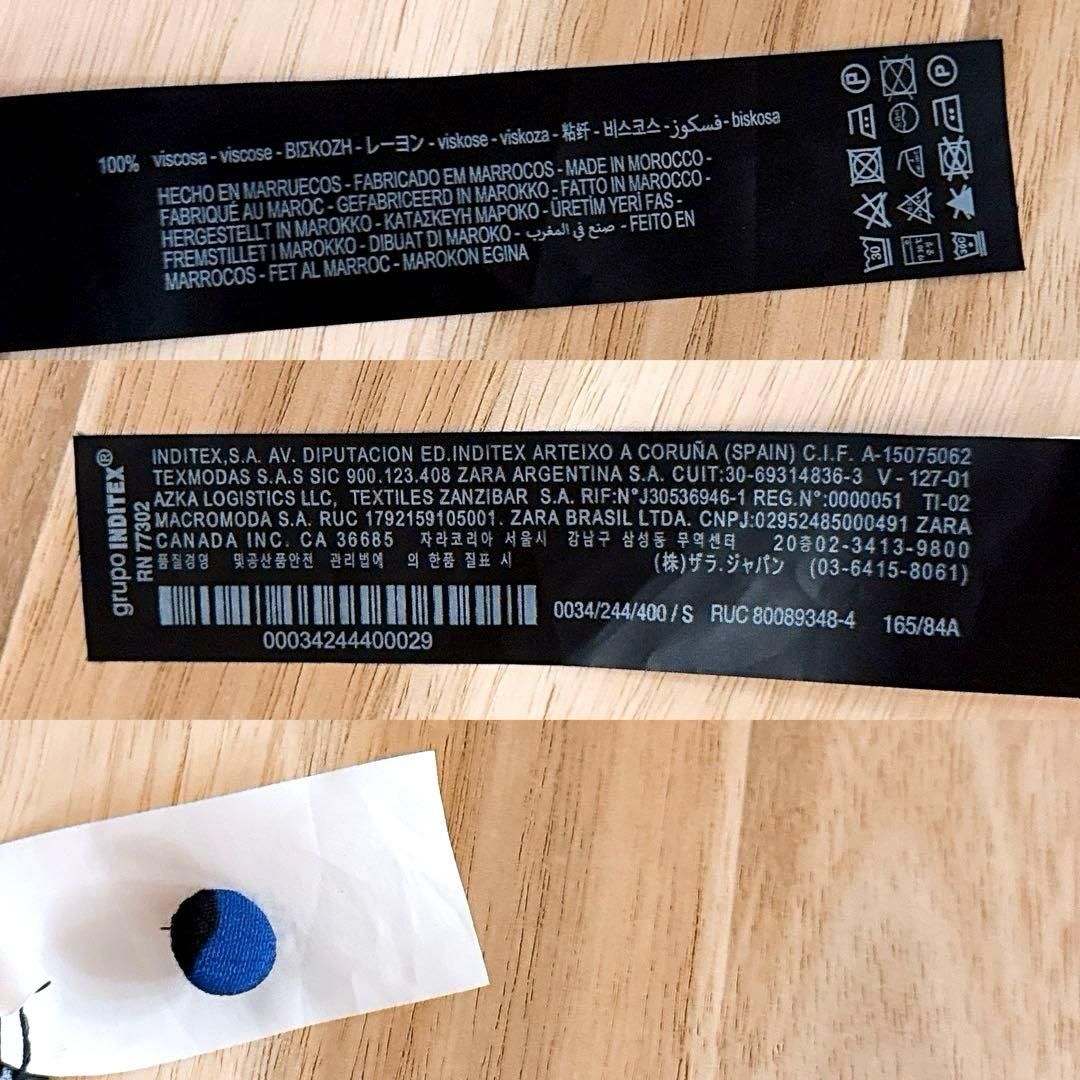 100% viscosa - viscose - ΒΙΣΚΟΖΗ - レーヨン - viskose - viskoza - 粘纤 - 비스코스 - فسكوز - biskosa
HECHO EN MARRUECOS - FABRICADO EM MARROCOS - MADE IN MOROCCO -
FABRIQUÉ AU MAROC - GEFABRICEERD IN MAROKKO - FATTO IN MAROCCO -
HERGESTELLT IN MAROKKO - ΚΑΤΑΣΚΕΥΗ ΜΑΡΟΚΟ - ÜRETİM YERİ FAS -
FREMSTILLET I MAROKKO - DIBUAT DI MAROKO - صنع في المغرب - FEITO EN
MARROCOS - FET AL MARROC - MAROKON EGINA
P P
30
grupo INDITEX®
RN 77302
INDITEX,S.A. AV. DIPUTACION ED.INDITEX ARTEIXO A CORUÑA (SPAIN) C.I.F. A-15075062
TEXMODAS S.A.S SIC 900.123.408 ZARA ARGENTINA S.A. CUIT:30-69314836-3 V - 127-01
AZKA LOGISTICS LLC, TEXTILES ZANZIBAR S.A. RIF:N°J30536946-1 REG.N°:0000051 TI-02
MACROMODA S.A. RUC 1792159105001. ZARA BRASIL LTDA. CNPJ:02952485000491 ZARA
CANADA INC. CA 36685 자라코리아 서울시 강남구 삼성동 무역센터 20층02-3413-9800
품질경영 및공산품안전 관리법에 의 한품 질표 시 (株)ザラ.ジャパン (03-6415-8061)
0034/244/400 / S RUC 80089348-4 165/84A
00034244400029